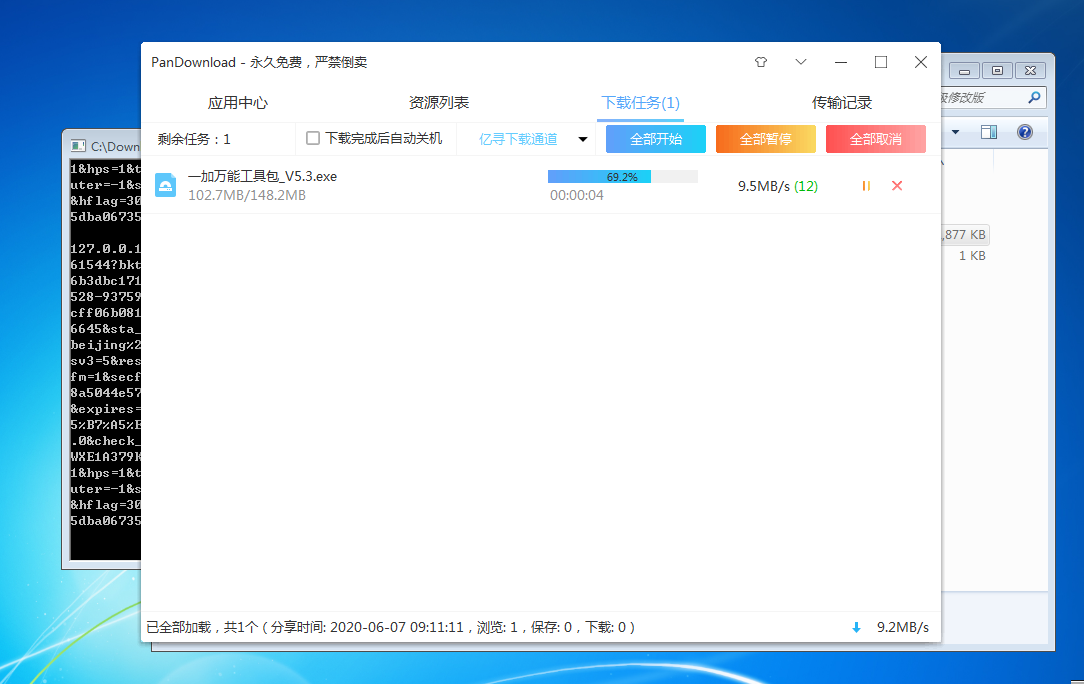 PanDownload - 永久免费，严禁倒卖
应用中心 资源列表 下载任务(1) 传输记录
剩余任务：1 下载完成后自动关机 亿寻下载通道 全部开始 全部暂停 全部取消
一加万能工具包_V5.3.exe
102.7MB/148.2MB
69.2%
00:00:04
9.5MB/s (12)
已全部加载，共1个 ( 分享时间: 2020-06-07 09:11:11，浏览: 1，保存: 0，下载: 0 )
9.2MB/s
C:\Down
1&hps=1&t
uter=-1&s
&hflag=30
5dba06735
127.0.0.1
61544?bkt
6b3dbc171
528-93759
cff06b081
6645&sta_
beijing%2
sv3=5&res
fm=1&secf
8a5044e57
&expires=
5%B7%A5%E
.0&check_
WXE1A379K
1&hps=1&t
uter=-1&s
&hflag=30
5dba06735
级修改版
,877 KB
1 KB